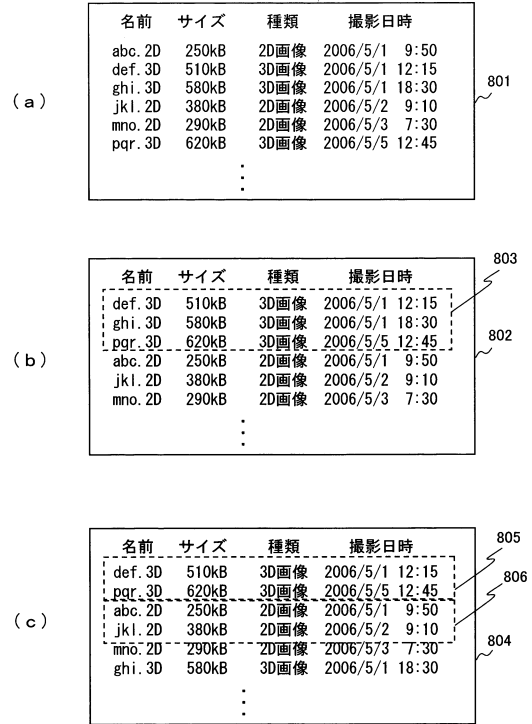 名前 サイズ 種類 撮影日時
abc.2D 250kB 2D画像 2006/5/1 9:50
def.3D 510kB 3D画像 2006/5/1 12:15
ghi.3D 580kB 3D画像 2006/5/1 18:30
jkl.2D 380kB 2D画像 2006/5/2 9:10
mno.2D 290kB 2D画像 2006/5/3 7:30
pqr.3D 620kB 3D画像 2006/5/5 12:45
801
(a)
803
名前 サイズ 種類 撮影日時
def.3D 510kB 3D画像 2006/5/1 12:15
ghi.3D 580kB 3D画像 2006/5/1 18:30
pqr.3D 620kB 3D画像 2006/5/5 12:45
abc.2D 250kB 2D画像 2006/5/1 9:50
jkl.2D 380kB 2D画像 2006/5/2 9:10
mno.2D 290kB 2D画像 2006/5/3 7:30
802
(b)
805
名前 サイズ 種類 撮影日時
def.3D 510kB 3D画像 2006/5/1 12:15
pqr.3D 620kB 3D画像 2006/5/5 12:45
806
abc.2D 250kB 2D画像 2006/5/1 9:50
jkl.2D 380kB 2D画像 2006/5/2 9:10
mno.2D 290kB 2D画像 2006/5/3 7:30
ghi.3D 580kB 3D画像 2006/5/1 18:30
804
(c)